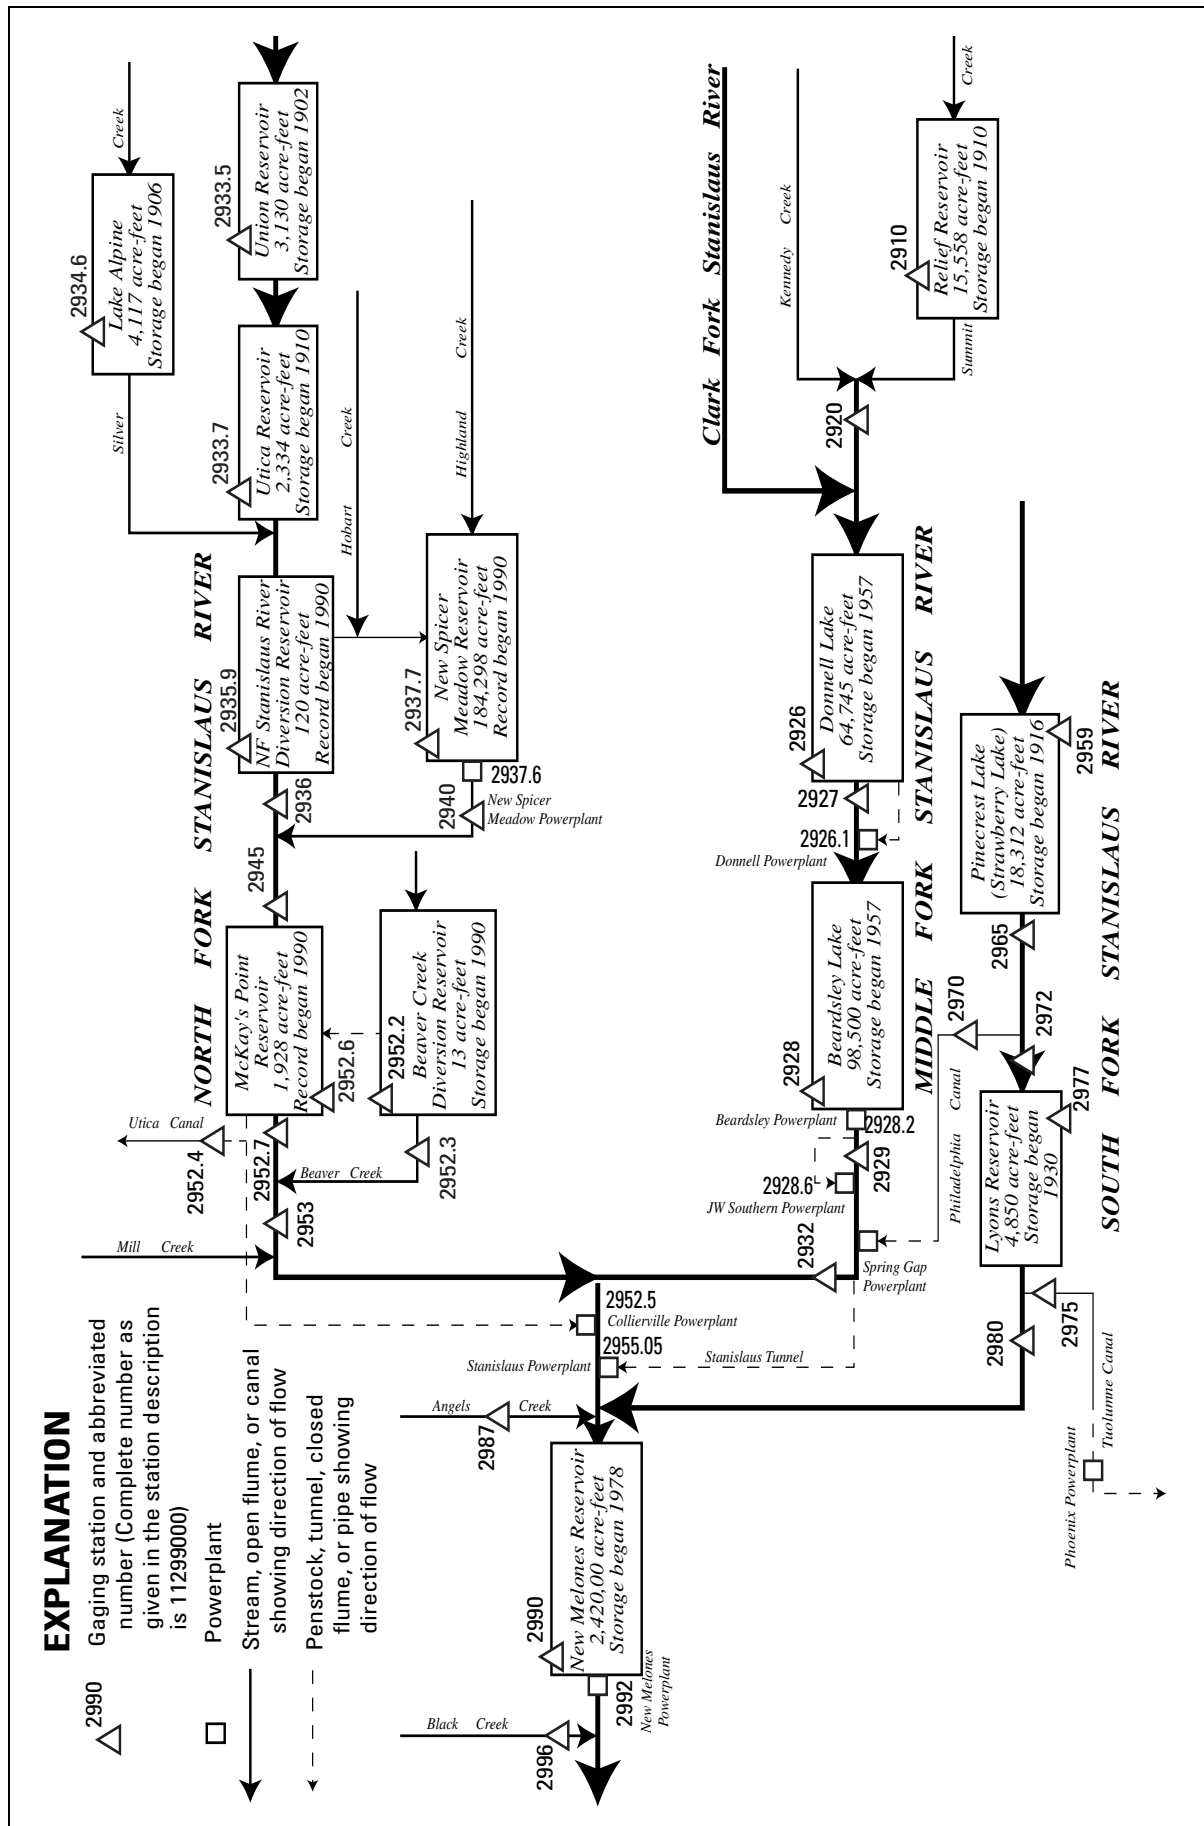 EXPLANATION
2990
Gaging station and abbreviated
number (Complete number as
given in the station description
is 11299000)
Powerplant
Stream, open flume, or canal
showing direction of flow
Penstock, tunnel, closed
flume, or pipe showing
direction of flow
Creek
2934.6
Lake Alpine
4,117 acre-feet
Storage began 1906
Silver
2933.5
Union Reservoir
3,130 acre-feet
Storage began 1902
2933.7
Utica Reservoir
2,334 acre-feet
Storage began 1910
NORTH FORK STANISLAUS RIVER
Hobart Creek
Highland Creek
2935.9
NF Stanislaus River
Diversion Reservoir
120 acre-feet
Record began 1990
2937.7
New Spicer
Meadow Reservoir
184,298 acre-feet
Record began 1990
2937.6
2936
2940
New Spicer
Meadow Powerplant
2945
McKay's Point
Reservoir
1,928 acre-feet
Record began 1990
2952.6
2952.2
Beaver Creek
Diversion Reservoir
13 acre-feet
Storage began 1990
Utica Canal
2952.4
2952.7
2952.3
Beaver Creek
2953
Mill Creek
Clark Fork Stanislaus River
Kennedy Creek
Creek
2910
Relief Reservoir
15,558 acre-feet
Storage began 1910
Summit
2920
2926
Donnell Lake
64,745 acre-feet
Storage began 1957
MIDDLE FORK STANISLAUS RIVER
2927
2926.1
Donnell Powerplant
2928
Beardsley Lake
98,500 acre-feet
Storage began 1957
Beardsley Powerplant
2928.2
2929
2928.6
JW Southern Powerplant
2932
Spring Gap
Powerplant
2959
Pinecrest Lake
(Strawberry Lake)
18,312 acre-feet
Storage began 1916
SOUTH FORK STANISLAUS RIVER
2965
2970
2972
Philadelphia Canal
2977
Lyons Reservoir
4,850 acre-feet
Storage began
1930
2975
2980
Tuolumne Canal
Phoenix Powerplant
2952.5
Collierville Powerplant
2955.05
Stanislaus Powerplant
Stanislaus Tunnel
Angels Creek
2987
2990
New Melones Reservoir
2,420,00 acre-feet
Storage began 1978
2992
New Melones
Powerplant
Black Creek
2996